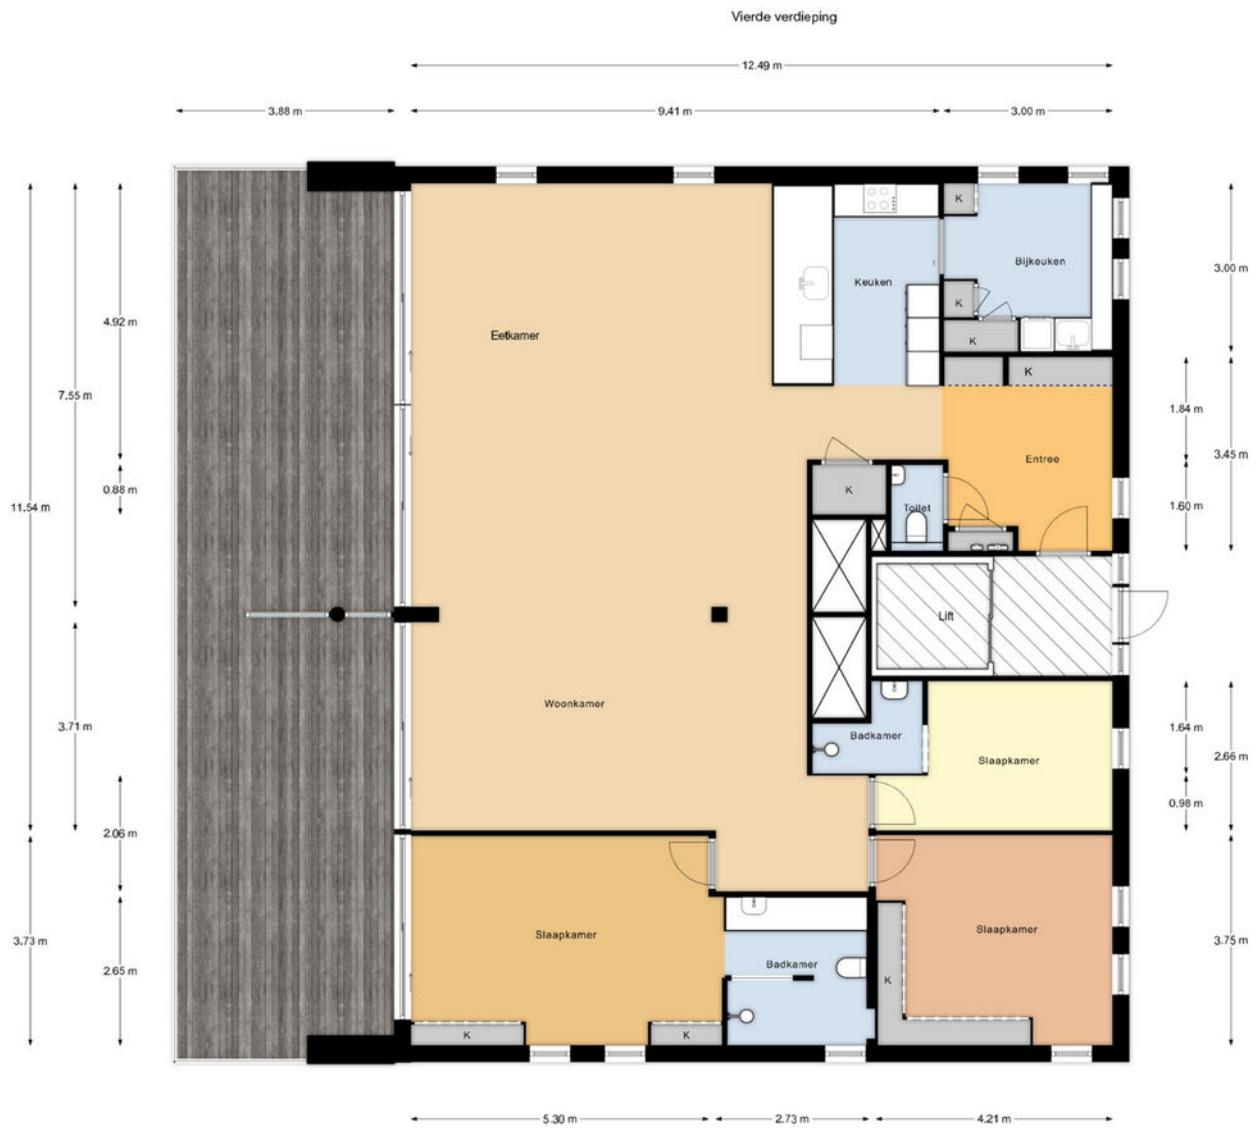 Vierde verdieping
12.49 m
3.88 m
9.41 m
3.00 m
K
Bijkeuken
3.00 m
Keuken
K
4.92 m
Eetkamer
K
K
7.55 m
1.84 m
3.45 m
Entree
0.88 m
K
11.54 m
Toilet
1.60 m
Lift
Woonkamer
3.71 m
Badkamer
1.64 m
Slaapkamer
2.66 m
0.98 m
2.06 m
Slaapkamer
Slaapkamer
3.73 m
3.75 m
Badkamer
2.65 m
K
K
K
5.30 m
2.73 m
4.21 m